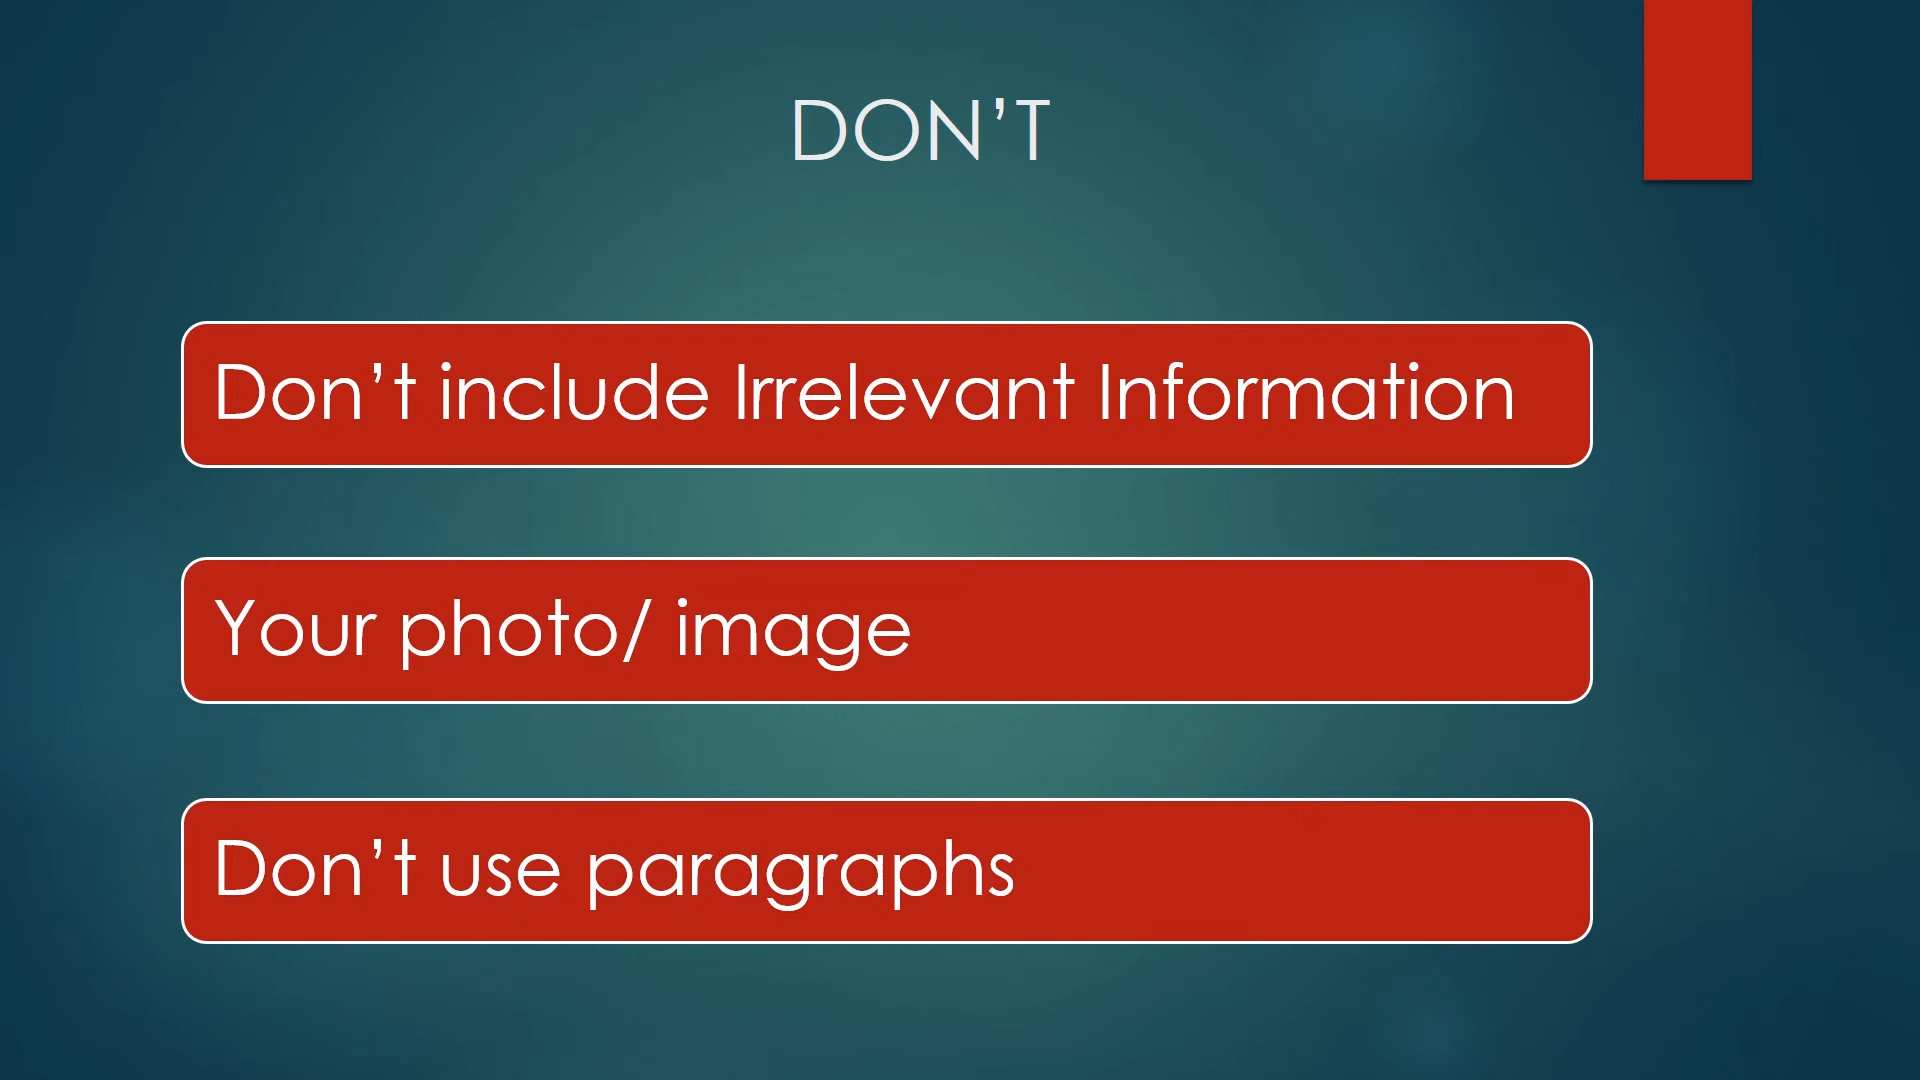 DON’T
Don’t include Irrelevant Information
Your photo/ image
Don’t use paragraphs